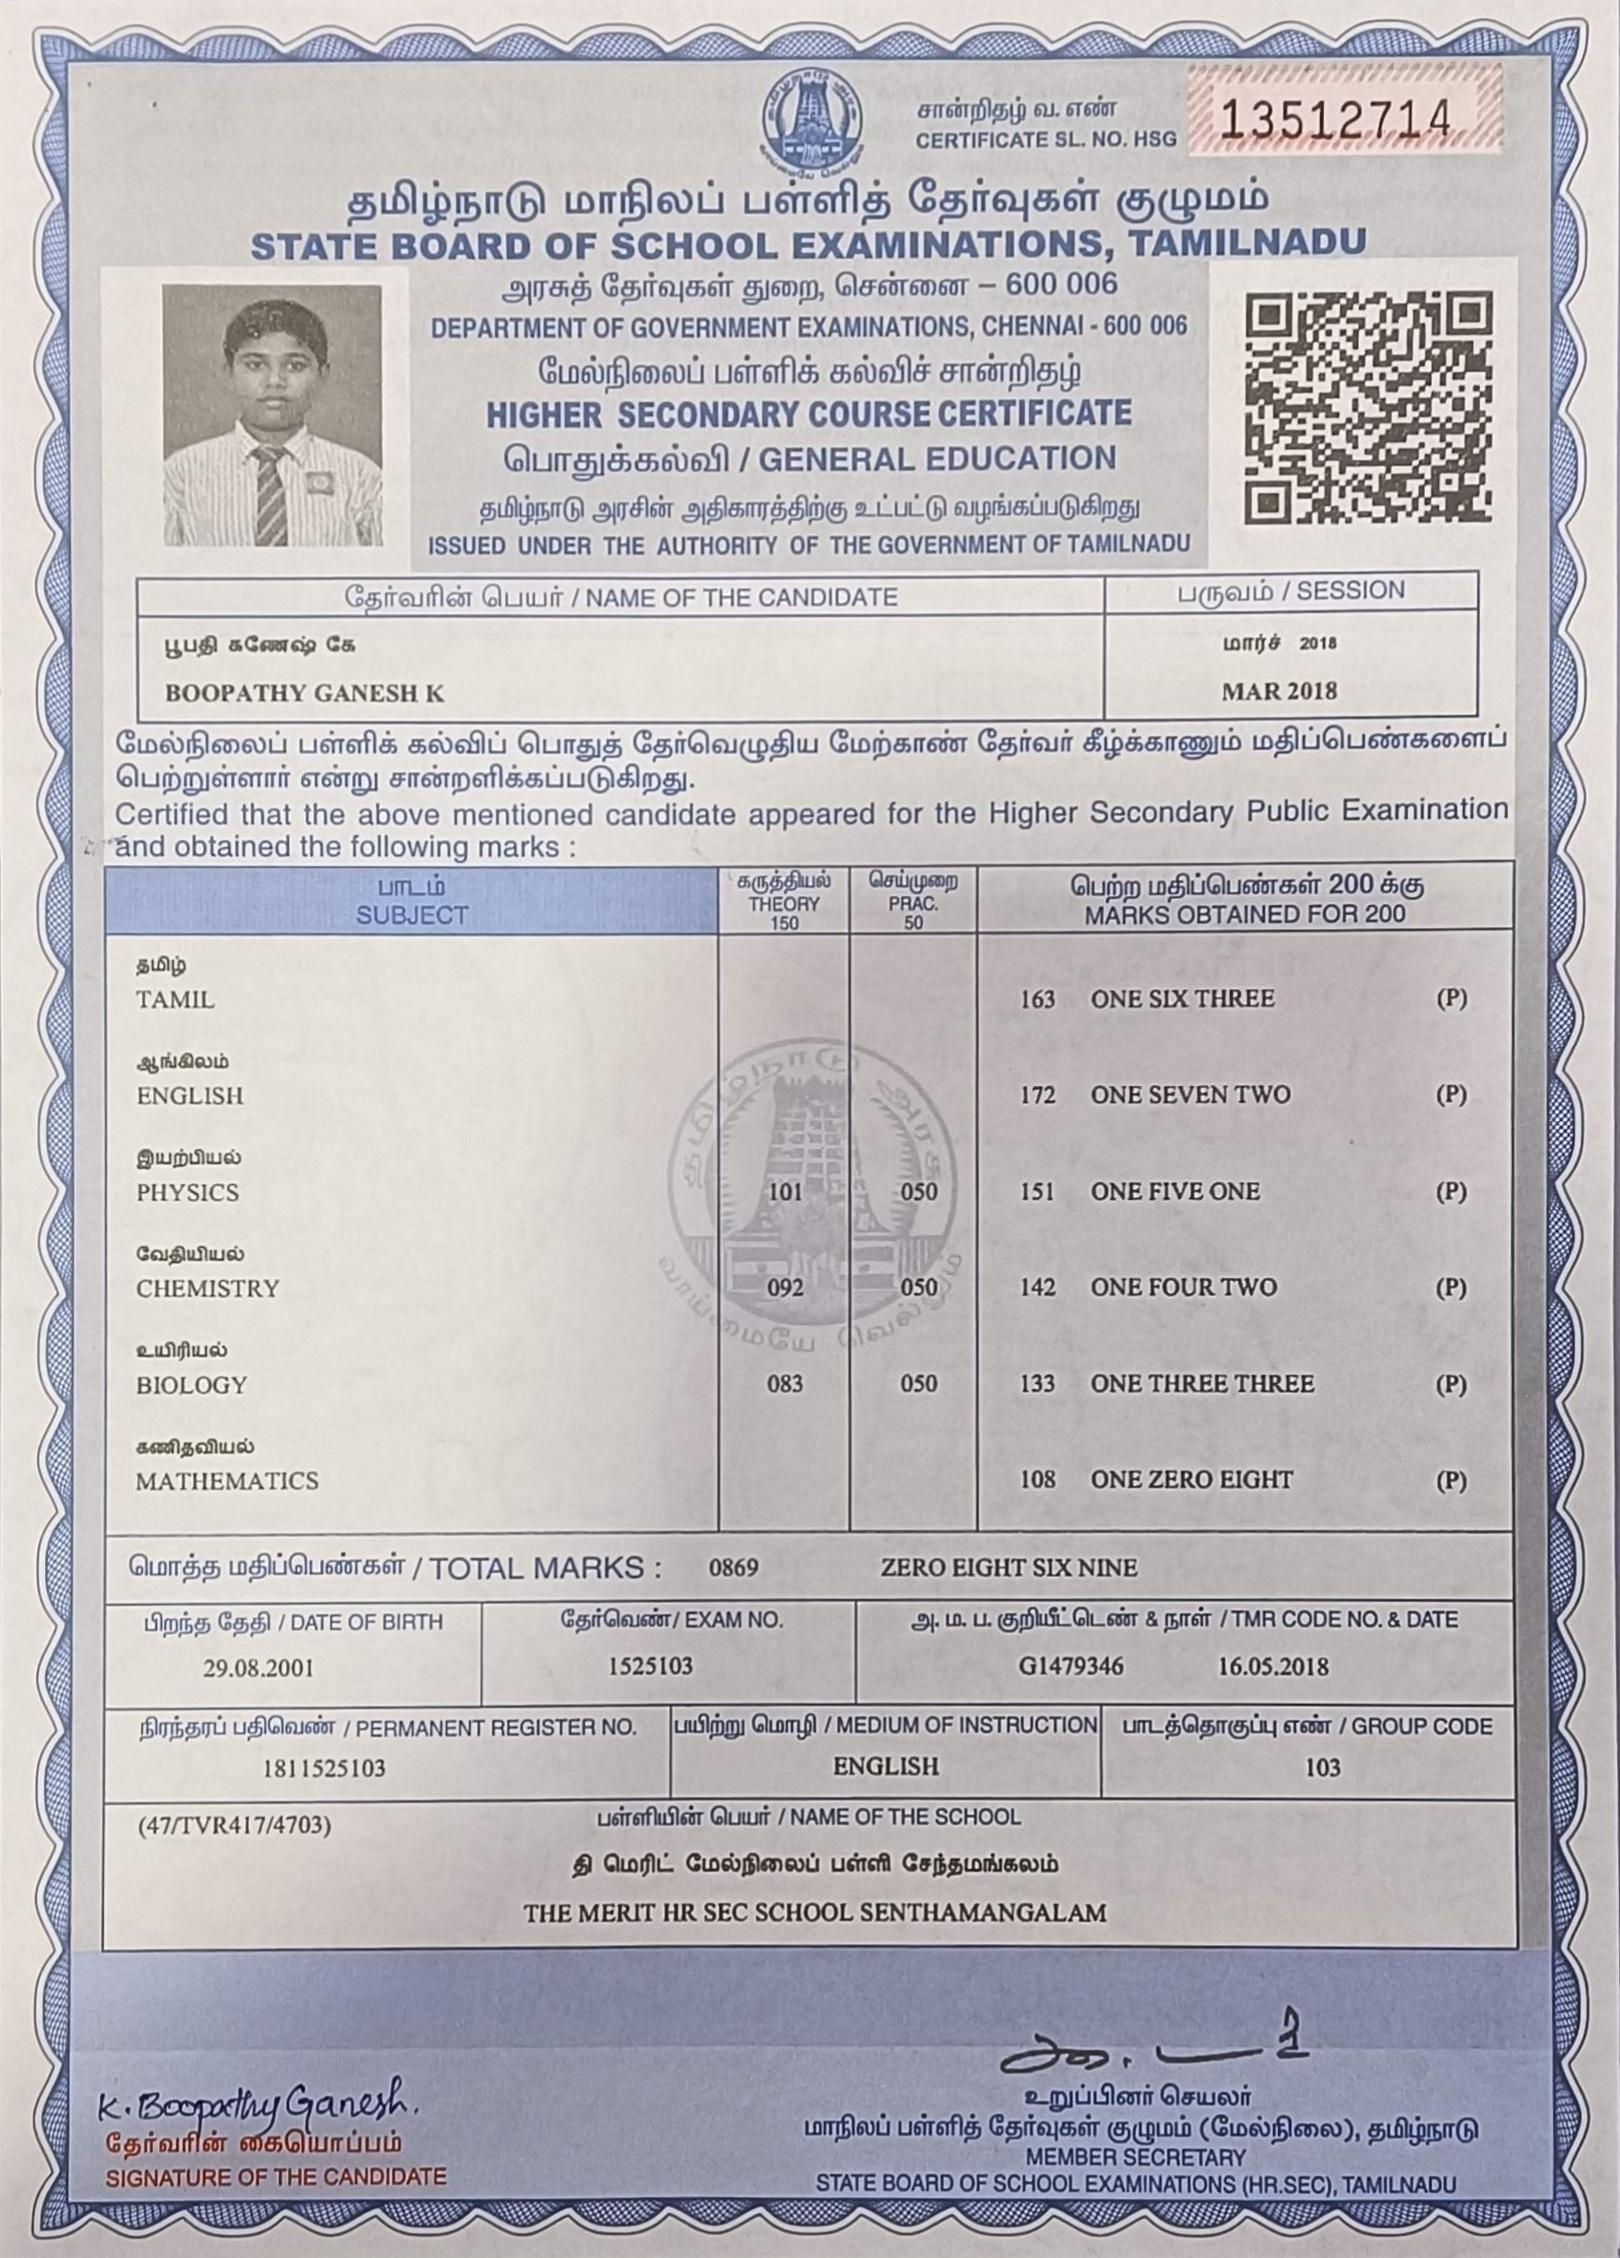 சான்றிதழ் வ. எண்
CERTIFICATE SL. NO. HSG 13512714
தமிழ்நாடு மாநிலப் பள்ளித் தேர்வுகள் குழுமம்
STATE BOARD OF SCHOOL EXAMINATIONS, TAMILNADU
அரசுத் தேர்வுகள் துறை, சென்னை – 600 006
DEPARTMENT OF GOVERNMENT EXAMINATIONS, CHENNAI - 600 006
மேல்நிலைப் பள்ளிக் கல்விச் சான்றிதழ்
HIGHER SECONDARY COURSE CERTIFICATE
பொதுக்கல்வி / GENERAL EDUCATION
தமிழ்நாடு அரசின் அதிகாரத்திற்கு உட்பட்டு வழங்கப்படுகிறது
ISSUED UNDER THE AUTHORITY OF THE GOVERNMENT OF TAMILNADU
தேர்வரின் பெயர் / NAME OF THE CANDIDATE பருவம் / SESSION
பூபதி கணேஷ் கே மார்ச் 2018
BOOPATHY GANESH K MAR 2018
மேல்நிலைப் பள்ளிக் கல்விப் பொதுத் தேர்வெழுதிய மேற்காண் தேர்வர் கீழ்க்காணும் மதிப்பெண்களைப்
பெற்றுள்ளார் என்று சான்றளிக்கப்படுகிறது.
Certified that the above mentioned candidate appeared for the Higher Secondary Public Examination
and obtained the following marks :
பாடம் கருத்தியல் செய்முறை பெற்ற மதிப்பெண்கள் 200 க்கு
SUBJECT THEORY PRAC. MARKS OBTAINED FOR 200
150 50
தமிழ்
TAMIL 163 ONE SIX THREE (P)
ஆங்கிலம்
ENGLISH 172 ONE SEVEN TWO (P)
இயற்பியல்
PHYSICS 101 050 151 ONE FIVE ONE (P)
வேதியியல்
CHEMISTRY 092 050 142 ONE FOUR TWO (P)
உயிரியல்
BIOLOGY 083 050 133 ONE THREE THREE (P)
கணிதவியல்
MATHEMATICS 108 ONE ZERO EIGHT (P)
தமிழ்நாடு அரசு
வாய்மையே வெல்லும்
மொத்த மதிப்பெண்கள் / TOTAL MARKS : 0869 ZERO EIGHT SIX NINE
பிறந்த தேதி / DATE OF BIRTH தேர்வெண்/ EXAM NO. அ. ம. ப. குறியீட்டெண் & நாள் / TMR CODE NO. & DATE
29.08.2001 1525103 G1479346 16.05.2018
நிரந்தரப் பதிவெண் / PERMANENT REGISTER NO. பயிற்று மொழி / MEDIUM OF INSTRUCTION பாடத்தொகுப்பு எண் / GROUP CODE
1811525103 ENGLISH 103
(47/TVR417/4703) பள்ளியின் பெயர் / NAME OF THE SCHOOL
தி மெரிட் மேல்நிலைப் பள்ளி சேந்தமங்கலம்
THE MERIT HR SEC SCHOOL SENTHAMANGALAM
K. Boopathy Ganesh.
தேர்வரின் கையொப்பம்
SIGNATURE OF THE CANDIDATE
உறுப்பினர் செயலர்
மாநிலப் பள்ளித் தேர்வுகள் குழுமம் (மேல்நிலை), தமிழ்நாடு
MEMBER SECRETARY
STATE BOARD OF SCHOOL EXAMINATIONS (HR.SEC), TAMILNADU